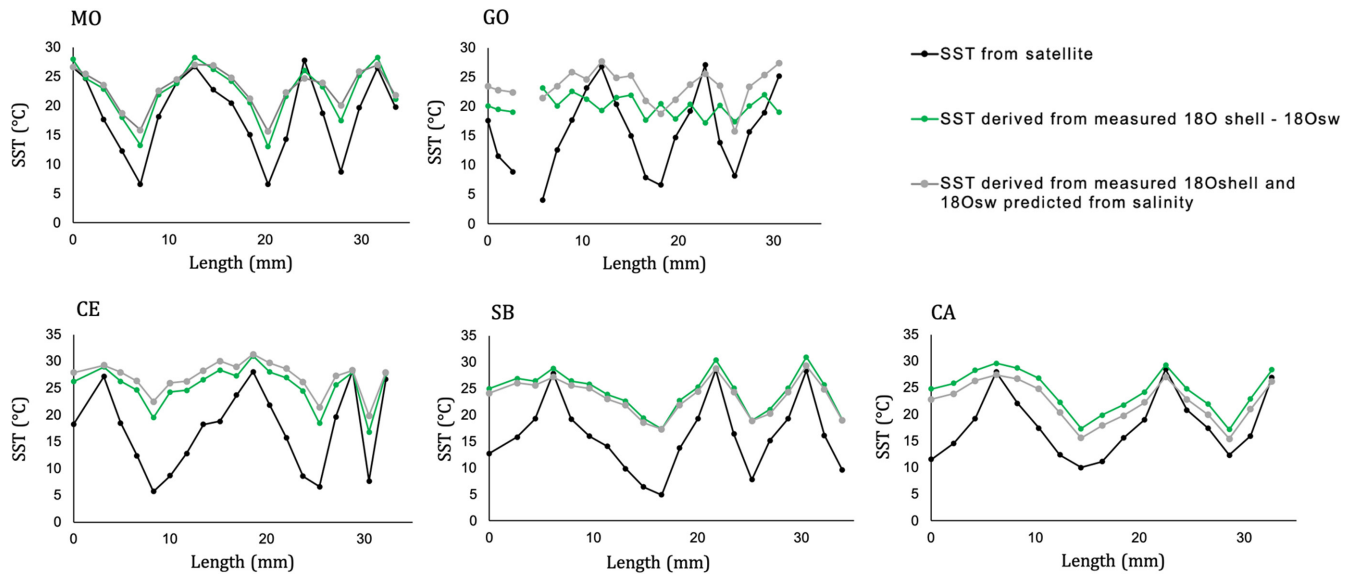 MO
30
25
20
15
10
5
0
SST (°C)
0 10 20 30
Length (mm)
GO
30
25
20
15
10
5
0
SST (°C)
0 10 20 30
Length (mm)
SST from satellite
SST derived from measured 18O shell - 18Osw
SST derived from measured 18Oshell and
18Osw predicted from salinity
CE
35
30
25
20
15
10
5
0
SST (°C)
0 10 20 30
Length (mm)
SB
35
30
25
20
15
10
5
0
SST (°C)
0 10 20 30
Length (mm)
CA
35
30
25
20
15
10
5
0
SST (°C)
0 10 20 30
Length (mm)